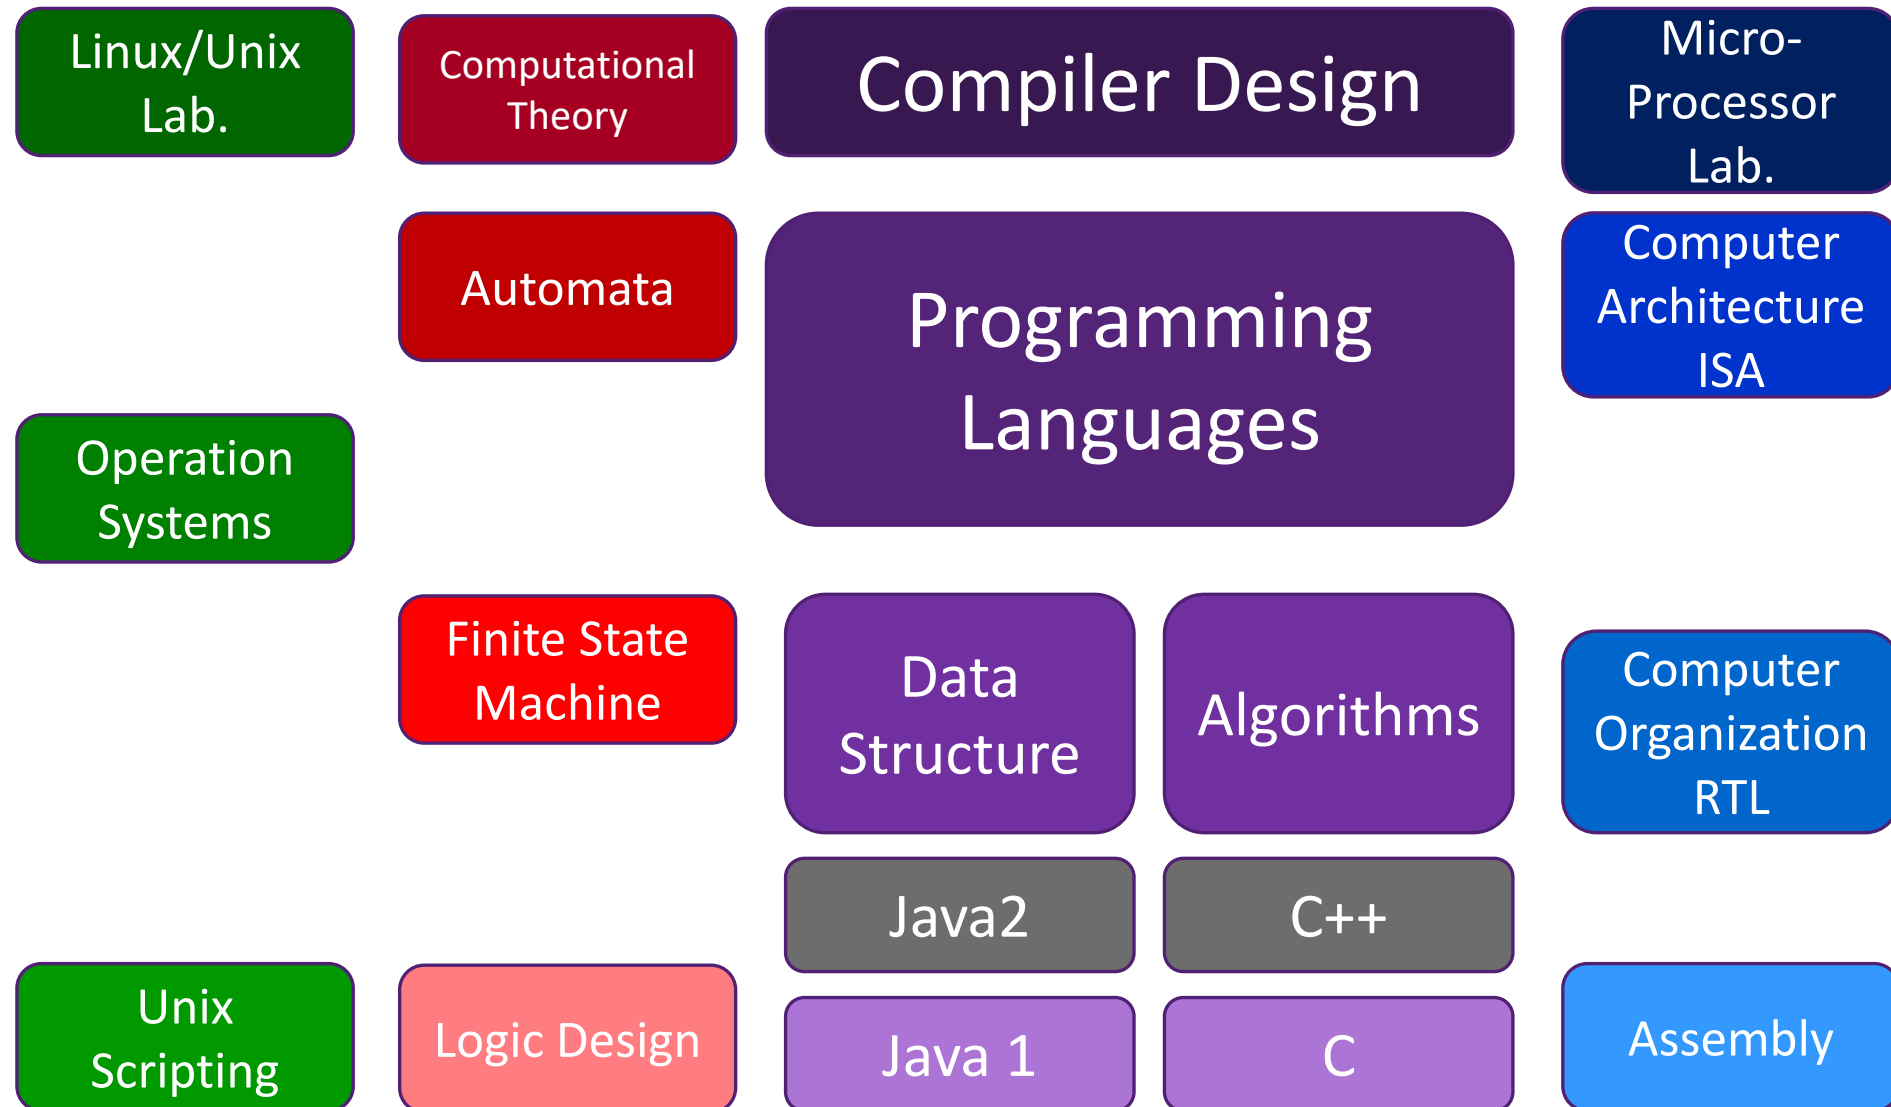 Linux/Unix
Lab.
Computational
Theory
Compiler Design
Micro-
Processor
Lab.
Automata
Programming
Languages
Computer
Architecture
ISA
Operation
Systems
Finite State
Machine
Data
Structure
Algorithms
Computer
Organization
RTL
Java2
C++
Unix
Scripting
Logic Design
Java 1
C
Assembly